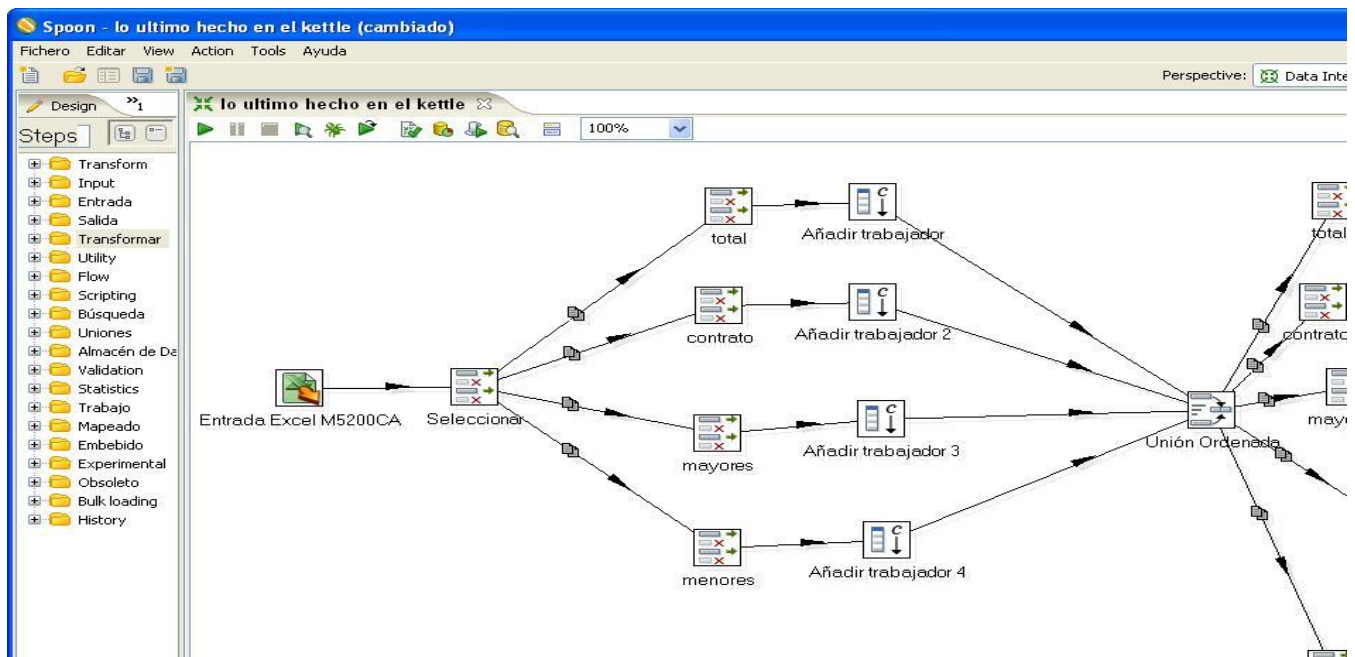 Spoon - lo ultimo hecho en el kettle (cambiado)
Fichero Editar View Action Tools Ayuda
Perspective: Data Inte
Design »1
lo ultimo hecho en el kettle
Steps
100%
Transform
Input
Entrada
Salida
Transformar
Utility
Flow
Scripting
Búsqueda
Uniones
Almacén de Da
Validation
Statistics
Trabajo
Mapeado
Embebido
Experimental
Obsoleto
Bulk loading
History
total
Añadir trabajador
total
contrato
Añadir trabajador 2
contrato
Entrada Excel M5200CA
Seleccionar
mayores
Añadir trabajador 3
Unión Ordenada
mayo
menores
Añadir trabajador 4